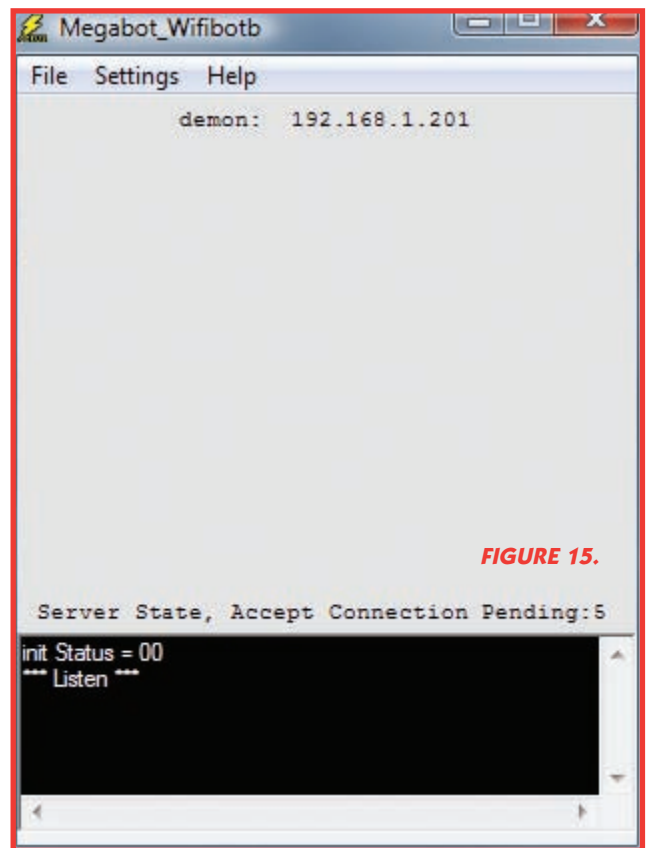 Megabot_Wifibotb
File Settings Help
demon: 192.168.1.201
FIGURE 15.
Server State, Accept Connection Pending:5
init Status = 00
*** Listen ***